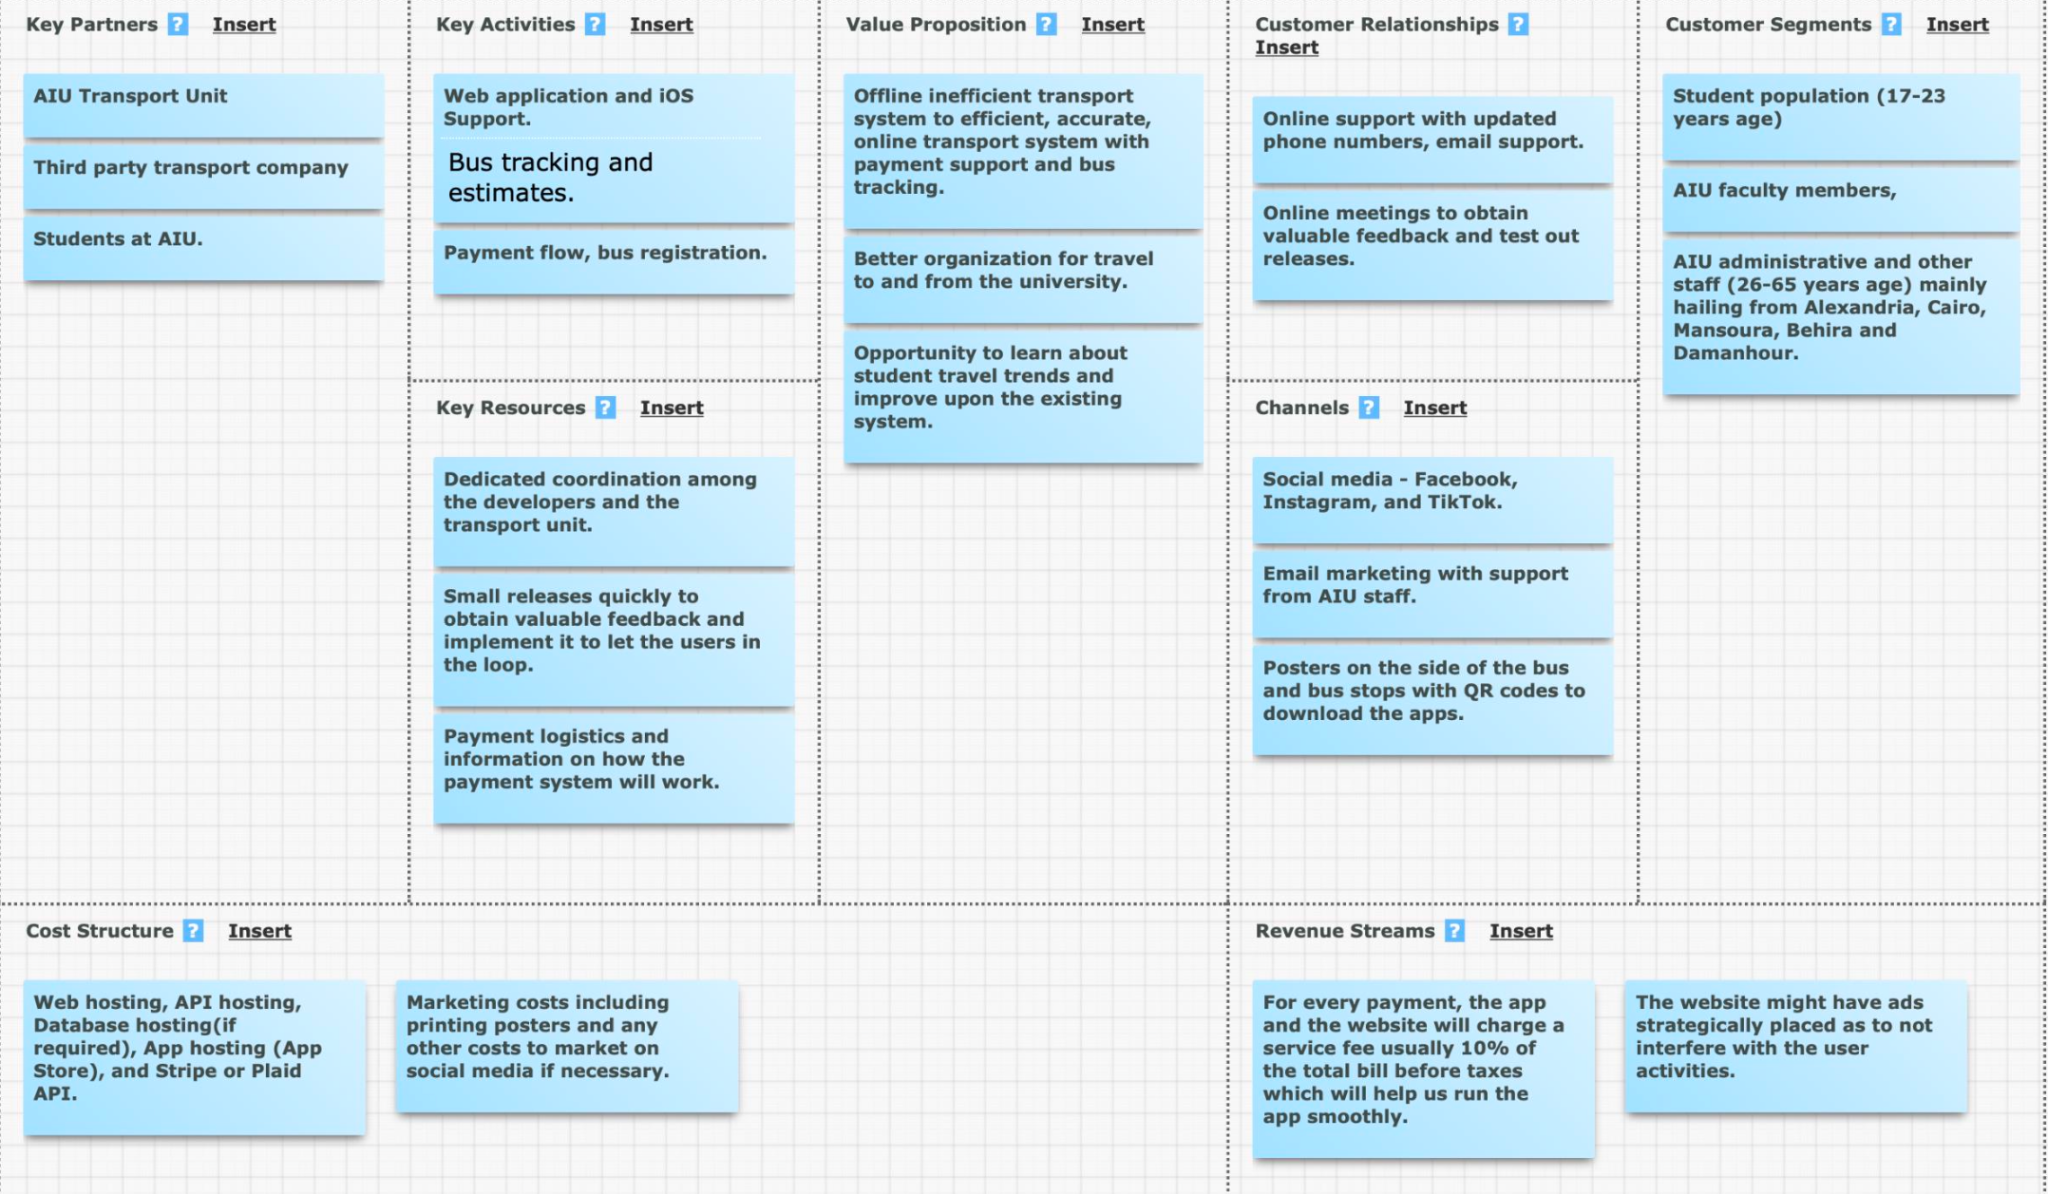 Key Partners ? Insert
AIU Transport Unit
Third party transport company
Students at AIU.
Key Activities ? Insert
Web application and iOS
Support.
Bus tracking and
estimates.
Payment flow, bus registration.
Key Resources ? Insert
Dedicated coordination among
the developers and the
transport unit.
Small releases quickly to
obtain valuable feedback and
implement it to let the users in
the loop.
Payment logistics and
information on how the
payment system will work.
Value Proposition ? Insert
Offline inefficient transport
system to efficient, accurate,
online transport system with
payment support and bus
tracking.
Better organization for travel
to and from the university.
Opportunity to learn about
student travel trends and
improve upon the existing
system.
Customer Relationships ?
Insert
Online support with updated
phone numbers, email support.
Online meetings to obtain
valuable feedback and test out
releases.
Channels ? Insert
Social media - Facebook,
Instagram, and TikTok.
Email marketing with support
from AIU staff.
Posters on the side of the bus
and bus stops with QR codes to
download the apps.
Customer Segments ? Insert
Student population (17-23
years age)
AIU faculty members,
AIU administrative and other
staff (26-65 years age) mainly
hailing from Alexandria, Cairo,
Mansoura, Behira and
Damanhour.
Cost Structure ? Insert
Web hosting, API hosting,
Database hosting(if
required), App hosting (App
Store), and Stripe or Plaid
API.
Marketing costs including
printing posters and any
other costs to market on
social media if necessary.
Revenue Streams ? Insert
For every payment, the app
and the website will charge a
service fee usually 10% of
the total bill before taxes
which will help us run the
app smoothly.
The website might have ads
strategically placed as to not
interfere with the user
activities.